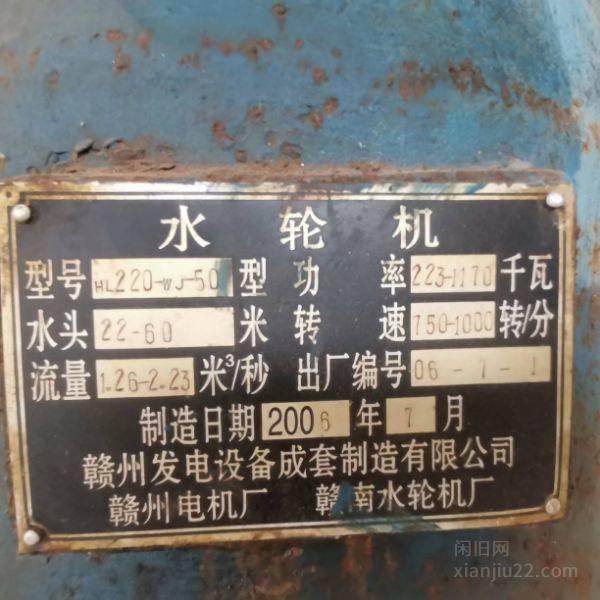 水轮机
型号 HL220-WJ-50 型 功率 223-1170 千瓦
水头 22-60 米 转速 750-1000 转/分
流量 1.26-2.23 米³/秒 出厂编号 06-7-1
制造日期 2006 年 7 月
赣州发电设备成套制造有限公司
赣州电机厂 赣南水轮机厂
闲旧网
xianjiu22.com